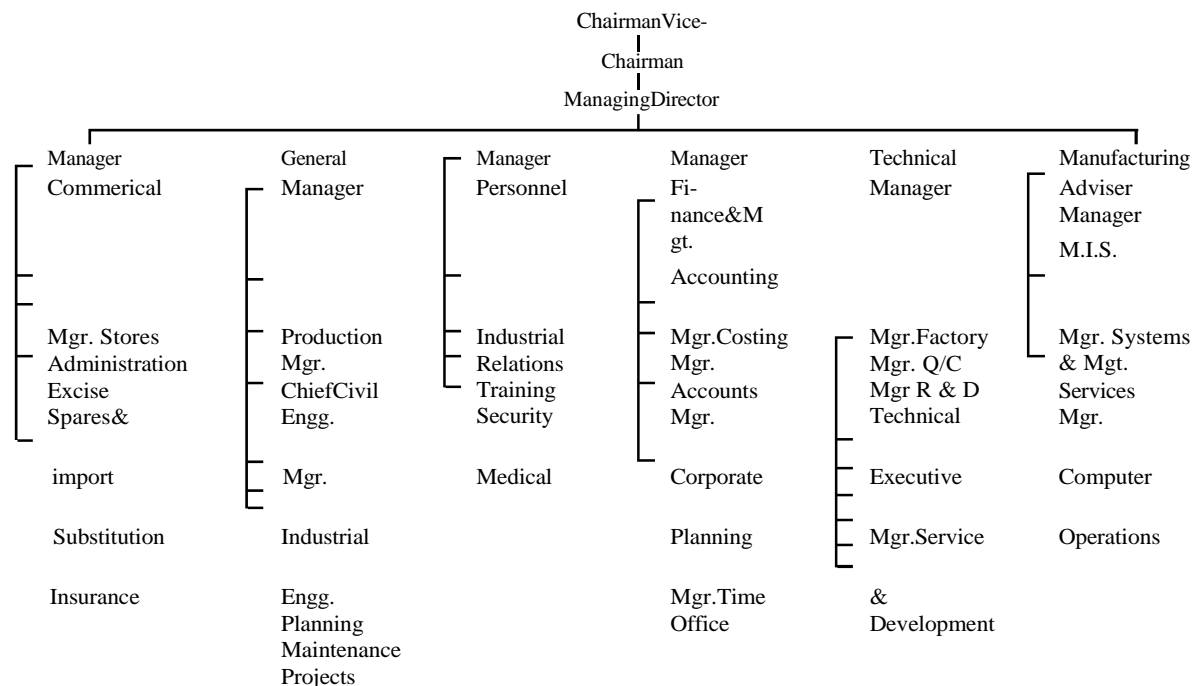 ChairmanVice-
Chairman
ManagingDirector
Manager
Commerical
Mgr. Stores
Administration
Excise
Spares&
import
Substitution
Insurance
General
Manager
Production
Mgr.
ChiefCivil
Engg.
Mgr.
Industrial
Engg.
Planning
Maintenance
Projects
Manager
Personnel
Industrial
Relations
Training
Security
Medical
Manager
Fi-
nance&M
gt.
Accounting
Mgr.Costing
Mgr.
Accounts
Mgr.
Corporate
Planning
Mgr.Time
Office
Technical
Manager
Mgr.Factory
Mgr. Q/C
Mgr R & D
Technical
Executive
Mgr.Service
&
Development
Manufacturing
Adviser
Manager
M.I.S.
Mgr. Systems
& Mgt.
Services
Mgr.
Computer
Operations